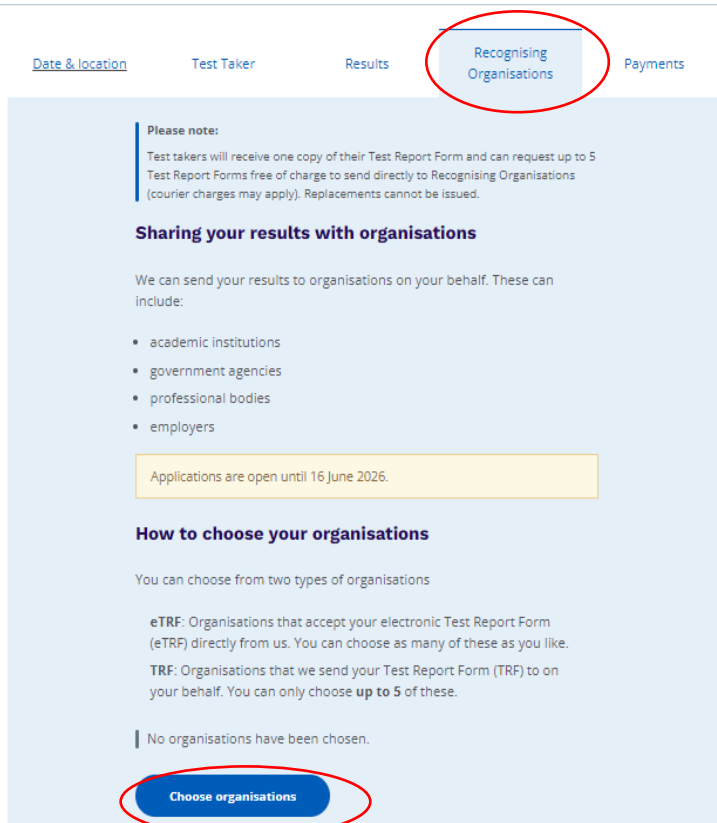 Date & location
Test Taker
Results
Recognising
Organisations
Payments
Please note:
Test takers will receive one copy of their Test Report Form and can request up to 5
Test Report Forms free of charge to send directly to Recognising Organisations
(courier charges may apply). Replacements cannot be issued.
Sharing your results with organisations
We can send your results to organisations on your behalf. These can
include:
• academic institutions
• government agencies
• professional bodies
• employers
Applications are open until 16 June 2026.
How to choose your organisations
You can choose from two types of organisations
eTRF: Organisations that accept your electronic Test Report Form
(eTRF) directly from us. You can choose as many of these as you like.
TRF: Organisations that we send your Test Report Form (TRF) to on
your behalf. You can only choose up to 5 of these.
No organisations have been chosen.
Choose organisations